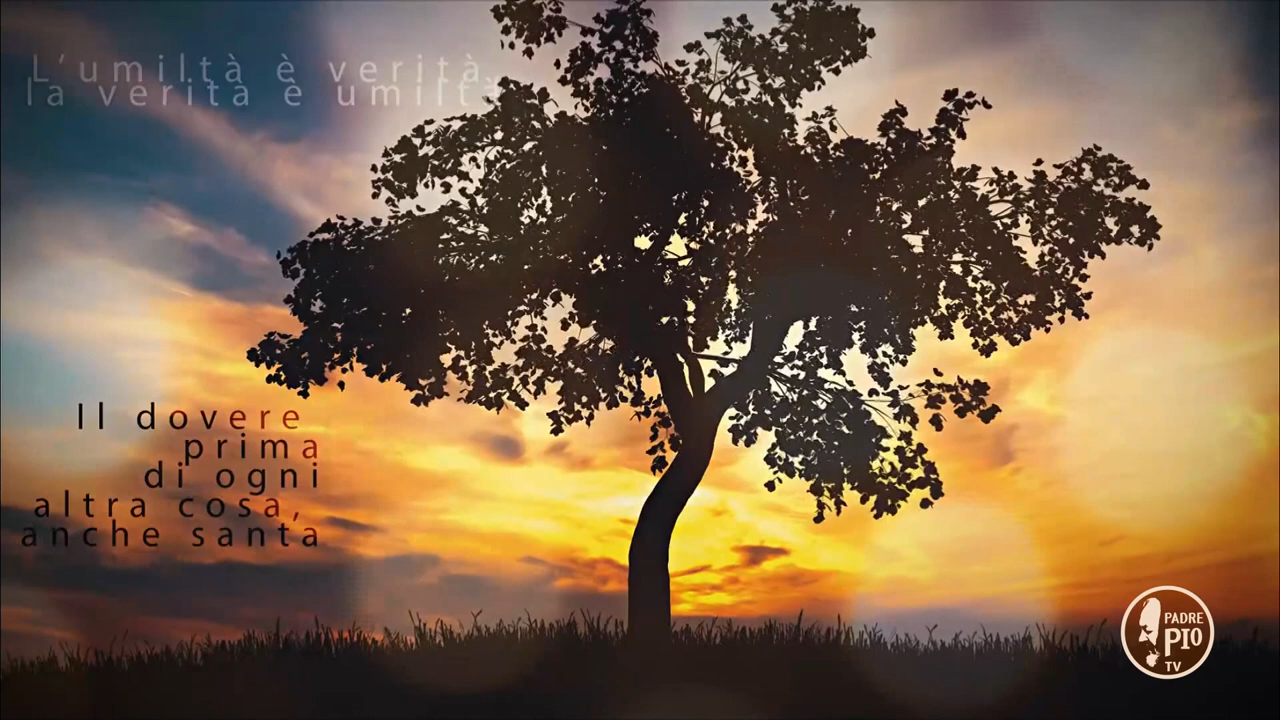 L'umiltà è verità,
la verità è umiltà
Il dovere
prima
di ogni
altra cosa,
anche santa
PADRE
PIO
TV